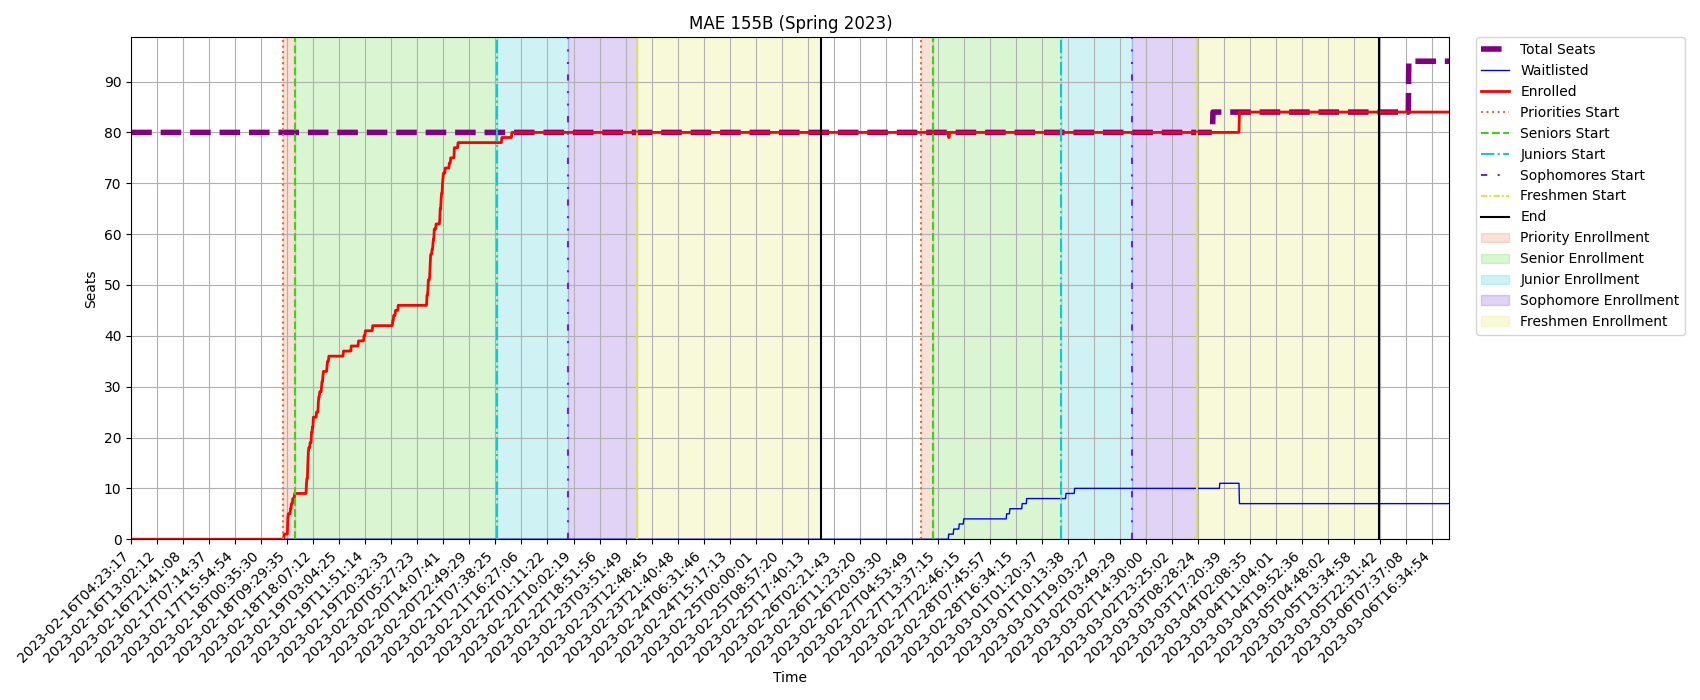 MAE 155B (Spring 2023)
Seats
90
80
70
60
50
40
30
20
10
0
2023-02-16T04:23:17
2023-02-16T13:02:12
2023-02-16T21:41:08
2023-02-17T07:14:37
2023-02-17T15:54:54
2023-02-18T00:35:30
2023-02-18T09:29:35
2023-02-18T18:07:12
2023-02-19T03:04:25
2023-02-19T11:51:14
2023-02-19T20:32:33
2023-02-20T05:27:23
2023-02-20T14:07:41
2023-02-20T22:49:29
2023-02-21T07:38:25
2023-02-21T16:27:06
2023-02-22T01:11:22
2023-02-22T10:02:19
2023-02-22T18:51:56
2023-02-23T03:51:49
2023-02-23T12:48:45
2023-02-23T21:40:48
2023-02-24T06:31:46
2023-02-24T15:17:13
2023-02-25T00:00:01
2023-02-25T08:57:20
2023-02-25T17:40:13
2023-02-26T02:21:43
2023-02-26T11:23:20
2023-02-26T20:03:30
2023-02-27T04:53:49
2023-02-27T13:37:15
2023-02-27T22:46:15
2023-02-28T07:45:57
2023-02-28T16:34:15
2023-03-01T01:20:37
2023-03-01T10:13:38
2023-03-01T19:03:27
2023-03-02T03:49:29
2023-03-02T14:30:00
2023-03-02T23:25:02
2023-03-03T08:28:24
2023-03-03T17:20:39
2023-03-04T02:08:35
2023-03-04T11:04:01
2023-03-04T19:52:36
2023-03-05T04:48:02
2023-03-05T13:34:58
2023-03-05T22:31:42
2023-03-06T07:37:08
2023-03-06T16:34:54
Time
Total Seats
Waitlisted
Enrolled
Priorities Start
Seniors Start
Juniors Start
Sophomores Start
Freshmen Start
End
Priority Enrollment
Senior Enrollment
Junior Enrollment
Sophomore Enrollment
Freshmen Enrollment